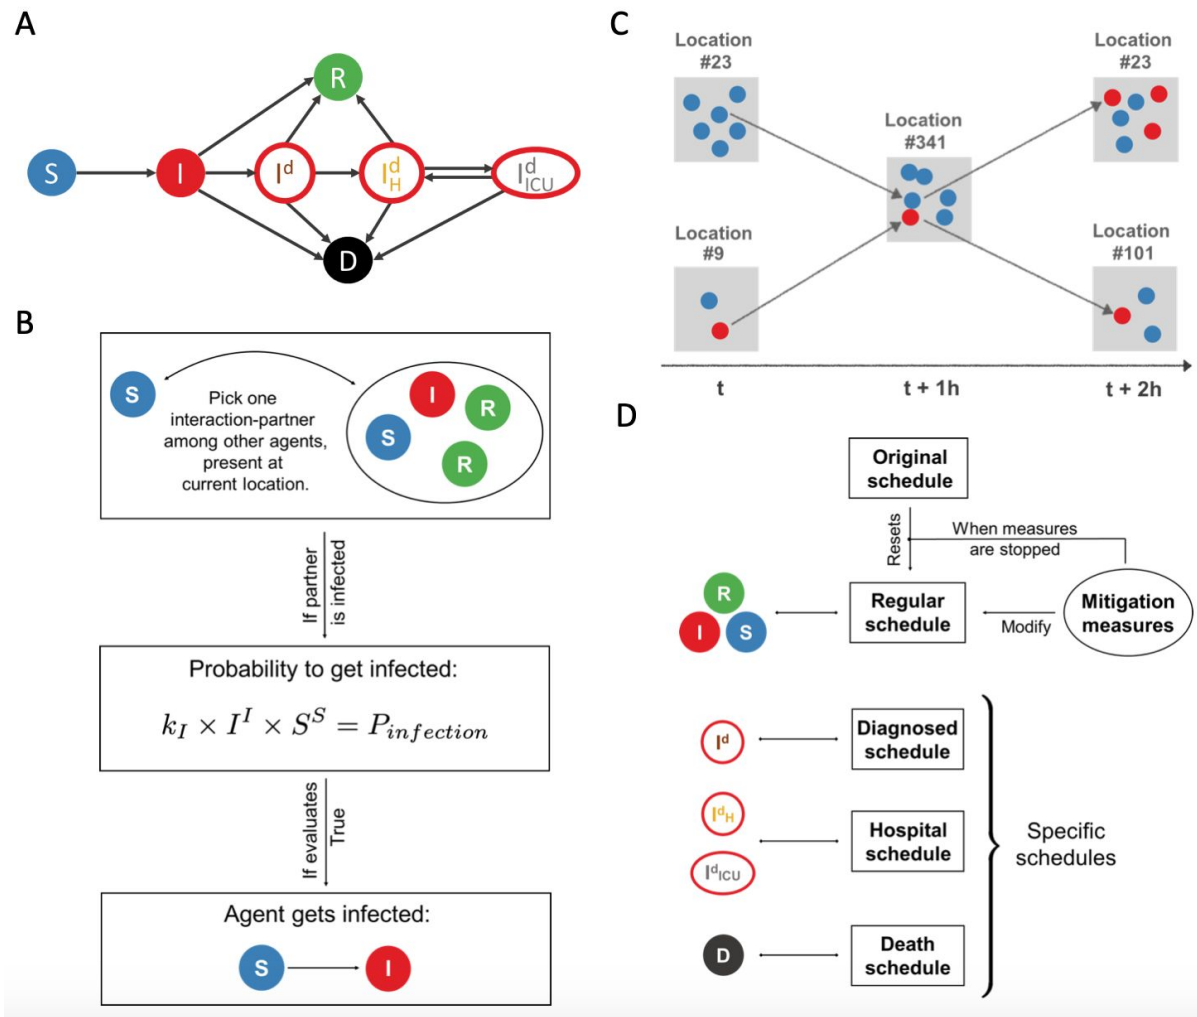 A
R
S
I
I^d
I^d_H
I^d_ICU
D
B
S
Pick one
interaction-partner
among other agents,
present at
current location.
I
R
S
R
If partner
is infected
Probability to get infected:
k_I × I^I × S^S = P_infection
If evaluates
True
Agent gets infected:
S
I
C
Location
#23
Location
#9
Location
#341
Location
#23
Location
#101
t
t + 1h
t + 2h
D
Original
schedule
Resets
When measures
are stopped
R
I
S
Regular
schedule
Modify
Mitigation
measures
I^d
Diagnosed
schedule
I^d_H
I^d_ICU
Hospital
schedule
D
Death
schedule
Specific
schedules